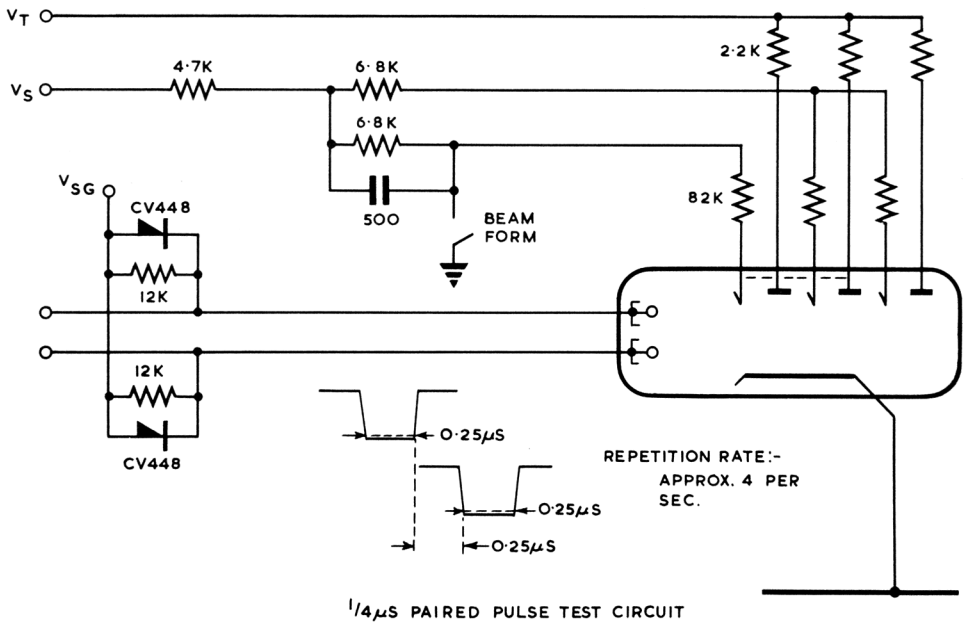 VT
2·2K
4·7K
6·8K
VS
6·8K
VSG
CV448
500
82K
BEAM
FORM
12K
12K
CV448
0·25μS
REPETITION RATE:-
APPROX. 4 PER
SEC.
0·25μS
0·25μS
1/4μS PAIRED PULSE TEST CIRCUIT